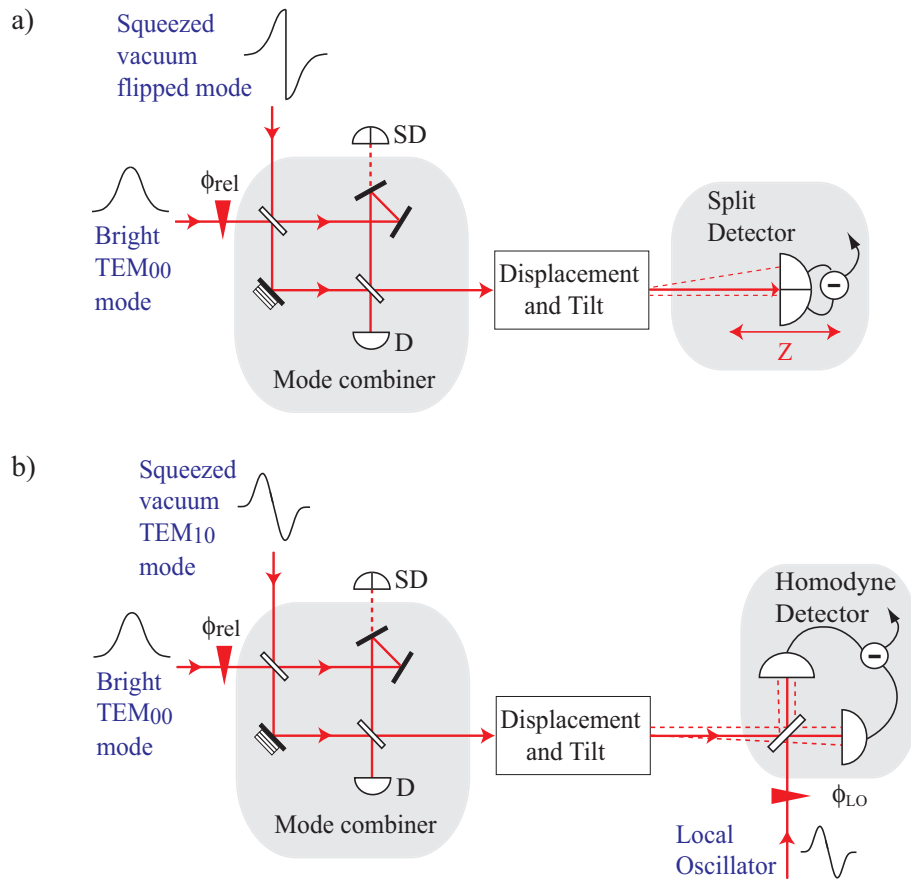 a)
Squeezed
vacuum
flipped mode
SD
ϕrel
Bright
TEM00
mode
D
Mode combiner
Displacement
and Tilt
Split
Detector
−
Z
b)
Squeezed
vacuum
TEM10
mode
SD
ϕrel
Bright
TEM00
mode
D
Mode combiner
Displacement
and Tilt
Homodyne
Detector
−
ϕLO
Local
Oscillator